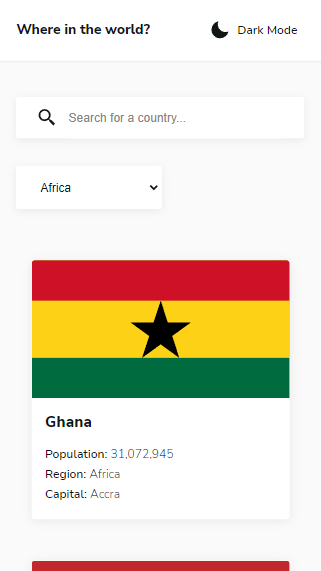 Where in the world?
Dark Mode
Search for a country...
Africa
Ghana
Population: 31,072,945
Region: Africa
Capital: Accra